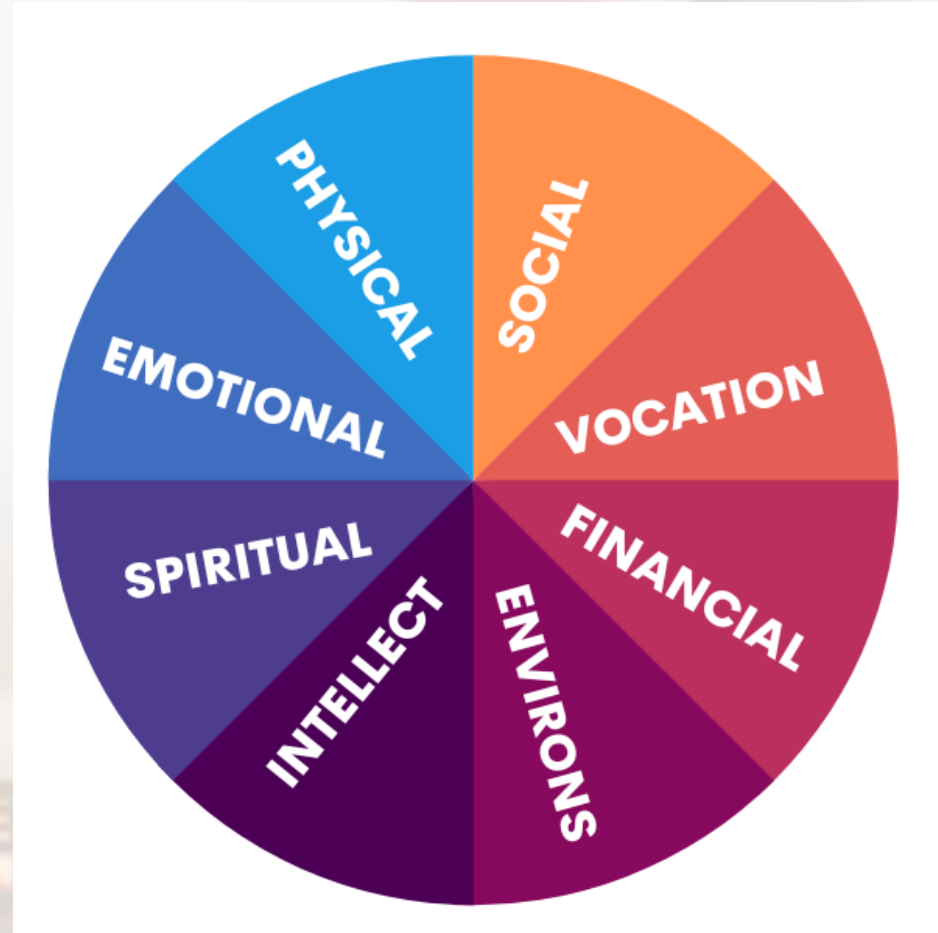 PHYSICAL
SOCIAL
EMOTIONAL
VOCATION
SPIRITUAL
FINANCIAL
INTELLECT
ENVIRONS